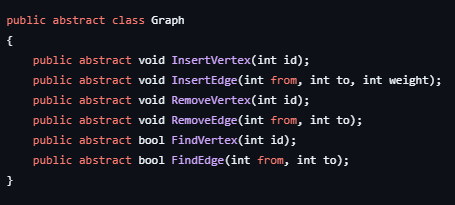 public abstract class Graph
{
    public abstract void InsertVertex(int id);
    public abstract void InsertEdge(int from, int to, int weight);
    public abstract void RemoveVertex(int id);
    public abstract void RemoveEdge(int from, int to);
    public abstract bool FindVertex(int id);
    public abstract bool FindEdge(int from, int to);
}